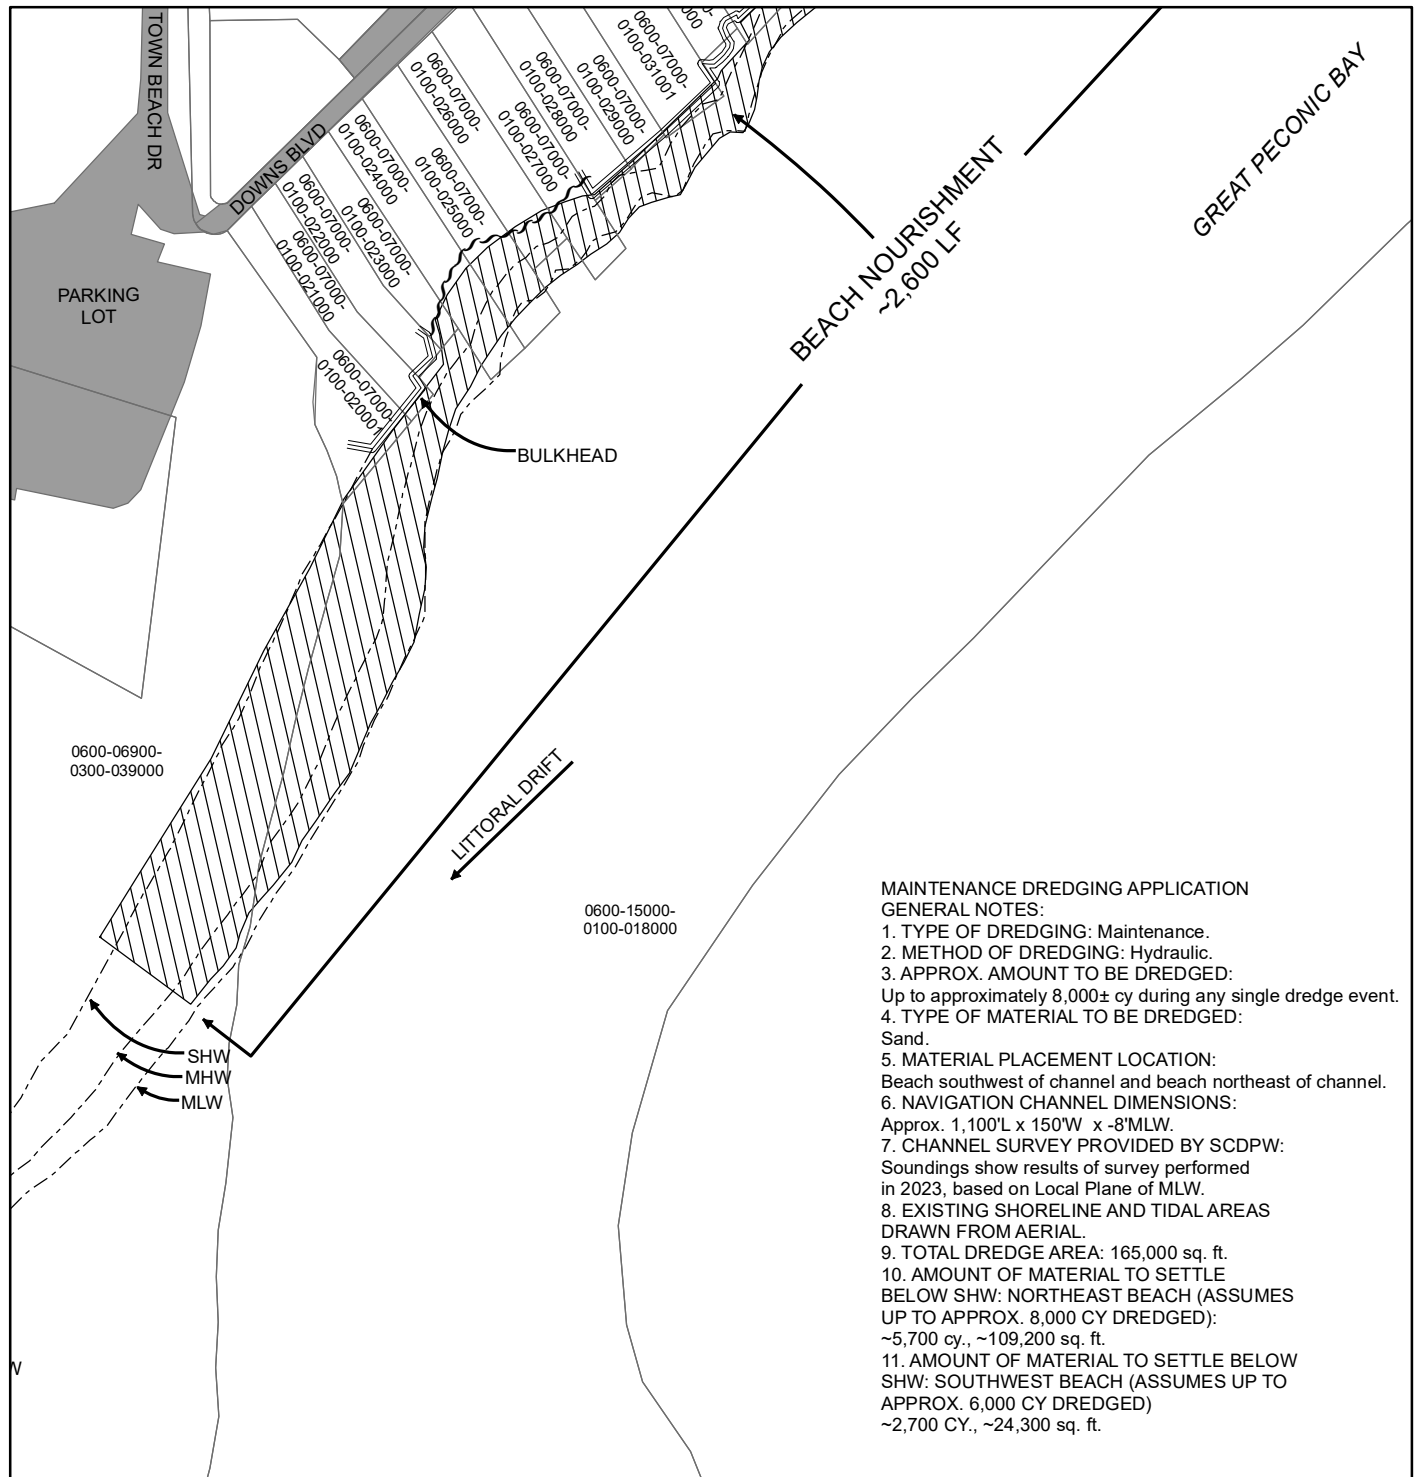 TOWN BEACH DR
DOWNS BLVD
PARKING
LOT
000
0600-07000-
0100-031001
0600-07000-
0100-029000
0600-07000-
0100-028000
0600-07000-
0100-027000
0600-07000-
0100-026000
0600-07000-
0100-025000
0600-07000-
0100-024000
0600-07000-
0100-023000
0600-07000-
0100-022000
0600-07000-
0100-021000
0600-07000-
0100-020001
GREAT PECONIC BAY
BEACH NOURISHMENT
~2,600 LF
BULKHEAD
LITTORAL DRIFT
0600-06900-
0300-039000
0600-15000-
0100-018000
SHW
MHW
MLW
MAINTENANCE DREDGING APPLICATION
GENERAL NOTES:
1. TYPE OF DREDGING: Maintenance.
2. METHOD OF DREDGING: Hydraulic.
3. APPROX. AMOUNT TO BE DREDGED:
Up to approximately 8,000± cy during any single dredge event.
4. TYPE OF MATERIAL TO BE DREDGED:
Sand.
5. MATERIAL PLACEMENT LOCATION:
Beach southwest of channel and beach northeast of channel.
6. NAVIGATION CHANNEL DIMENSIONS:
Approx. 1,100'L x 150'W x -8'MLW.
7. CHANNEL SURVEY PROVIDED BY SCDPW:
Soundings show results of survey performed
in 2023, based on Local Plane of MLW.
8. EXISTING SHORELINE AND TIDAL AREAS
DRAWN FROM AERIAL.
9. TOTAL DREDGE AREA: 165,000 sq. ft.
10. AMOUNT OF MATERIAL TO SETTLE
BELOW SHW: NORTHEAST BEACH (ASSUMES
UP TO APPROX. 8,000 CY DREDGED):
~5,700 cy., ~109,200 sq. ft.
11. AMOUNT OF MATERIAL TO SETTLE BELOW
SHW: SOUTHWEST BEACH (ASSUMES UP TO
APPROX. 6,000 CY DREDGED)
~2,700 CY., ~24,300 sq. ft.